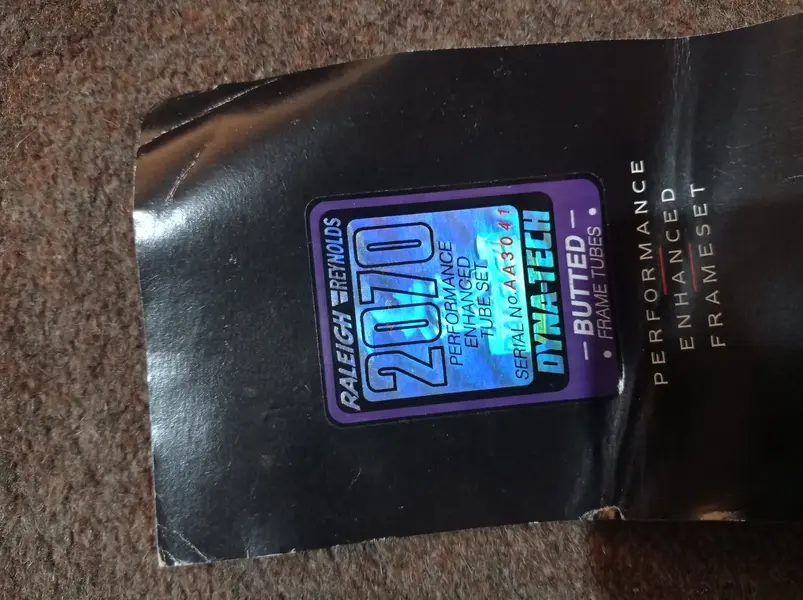 RALEIGH REYNOLDS
2070
PERFORMANCE
ENHANCED
TUBE SET
SERIAL No. AA3041
DYNA-TECH
– BUTTED –
• FRAME TUBES •
PERFORMANCE
ENHANCED
FRAMESET